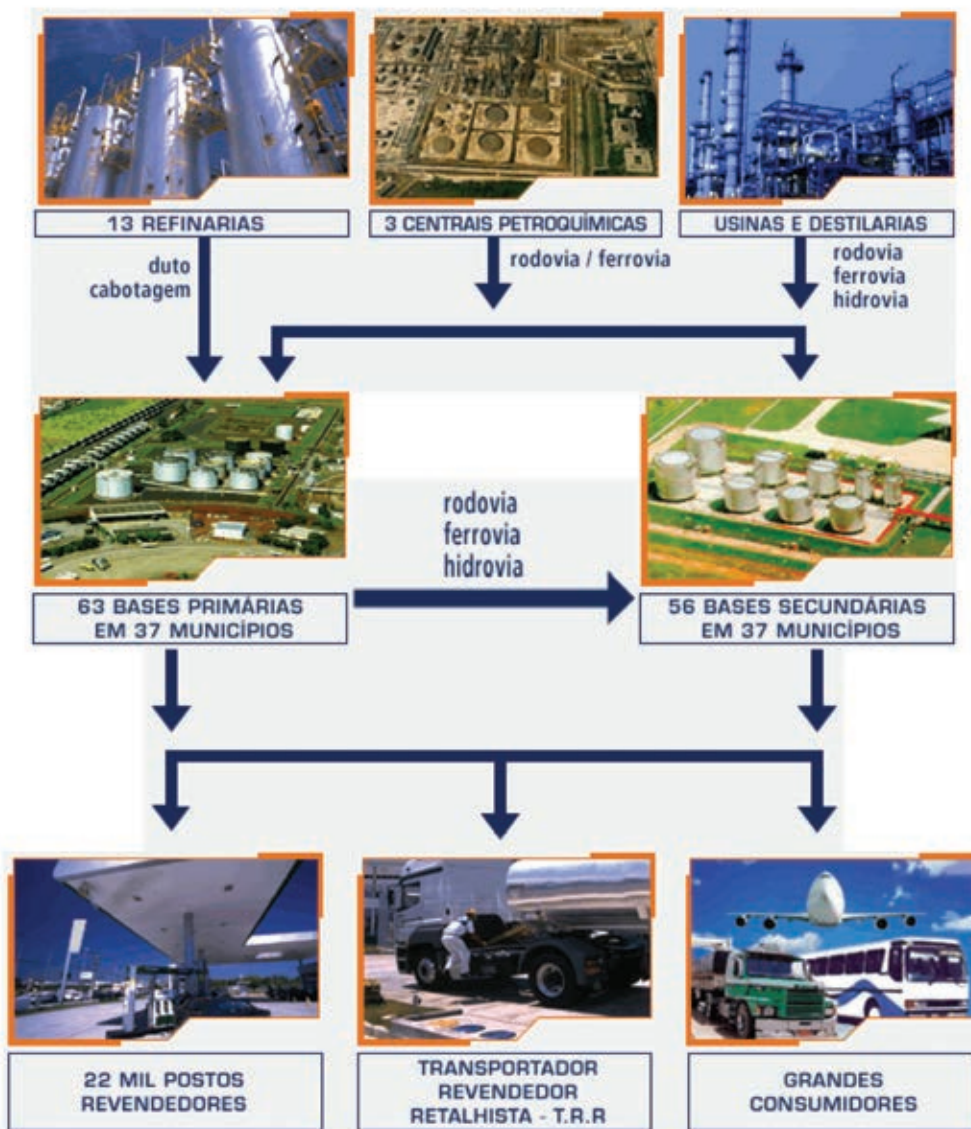 13 REFINARIAS
3 CENTRAIS PETROQUÍMICAS
USINAS E DESTILARIAS
duto
cabotagem
rodovia / ferrovia
rodovia
ferrovia
hidrovia
rodovia
ferrovia
hidrovia
63 BASES PRIMÁRIAS
EM 37 MUNICÍPIOS
56 BASES SECUNDÁRIAS
EM 37 MUNICÍPIOS
22 MIL POSTOS
REVENDEDORES
TRANSPORTADOR
REVENDEDOR
RETALHISTA - T.R.R
GRANDES
CONSUMIDORES